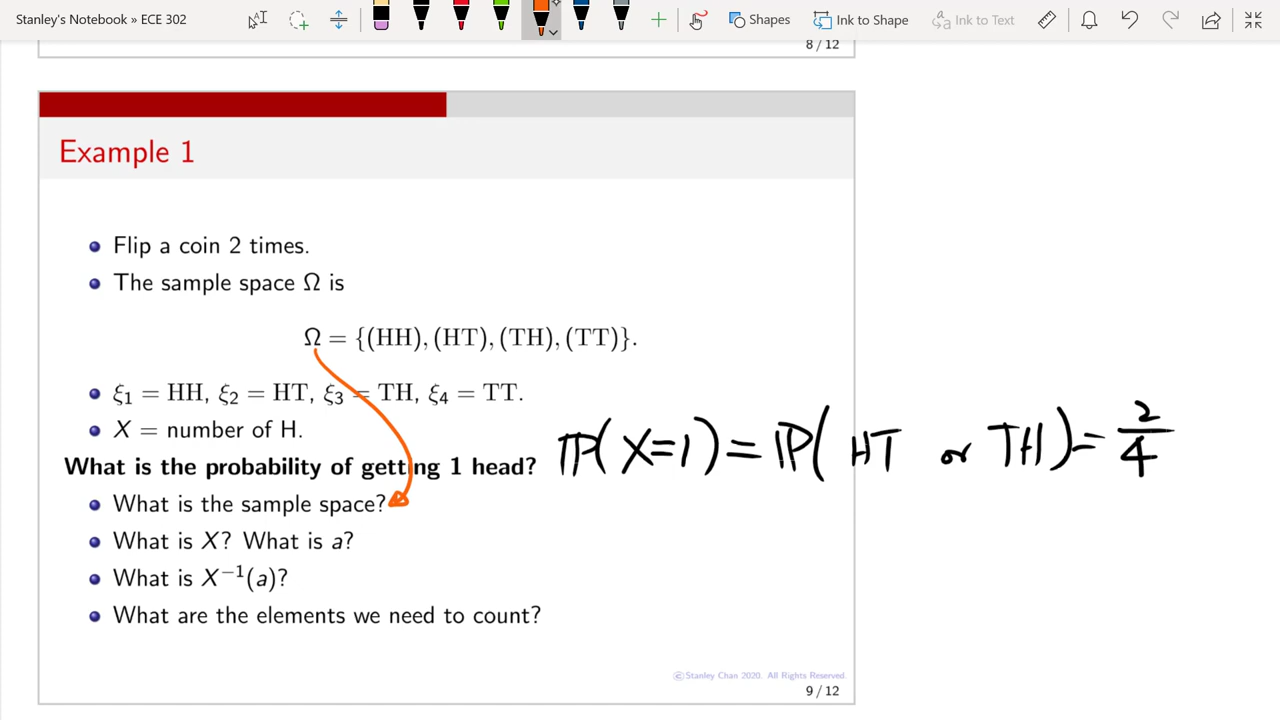 Stanley's Notebook » ECE 302
Shapes
Ink to Shape
Ink to Text
8 / 12
Example 1
Flip a coin 2 times.
The sample space Ω is
Ω = {(HH), (HT), (TH), (TT)}.
ξ₁ = HH, ξ₂ = HT, ξ₃ = TH, ξ₄ = TT.
X = number of H.
What is the probability of getting 1 head?
ℙ(X=1) = ℙ(HT or TH) = 2/4
What is the sample space?
What is X? What is a?
What is X⁻¹(a)?
What are the elements we need to count?
©Stanley Chan 2020. All Rights Reserved.
9 / 12